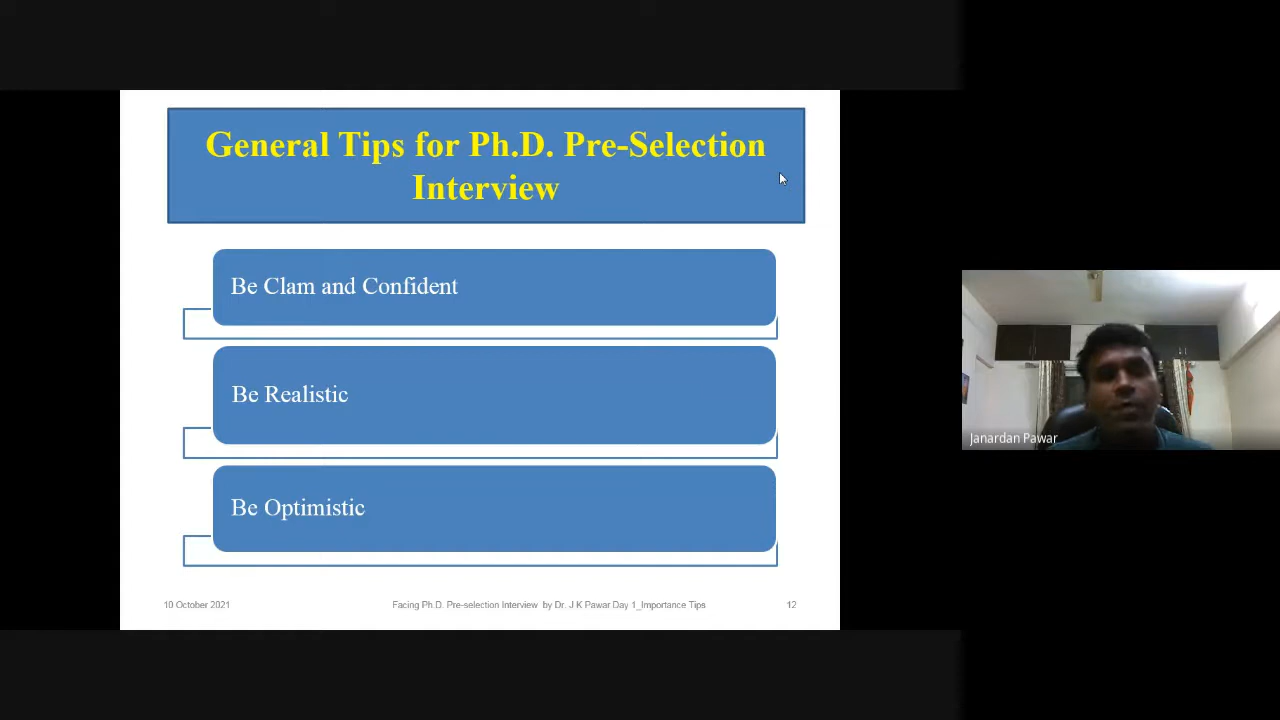 General Tips for Ph.D. Pre-Selection
Interview
Be Clam and Confident
Be Realistic
Be Optimistic
10 October 2021
Facing Ph.D. Pre-selection Interview by Dr. J K Pawar Day 1_Importance Tips
12
Janardan Pawar